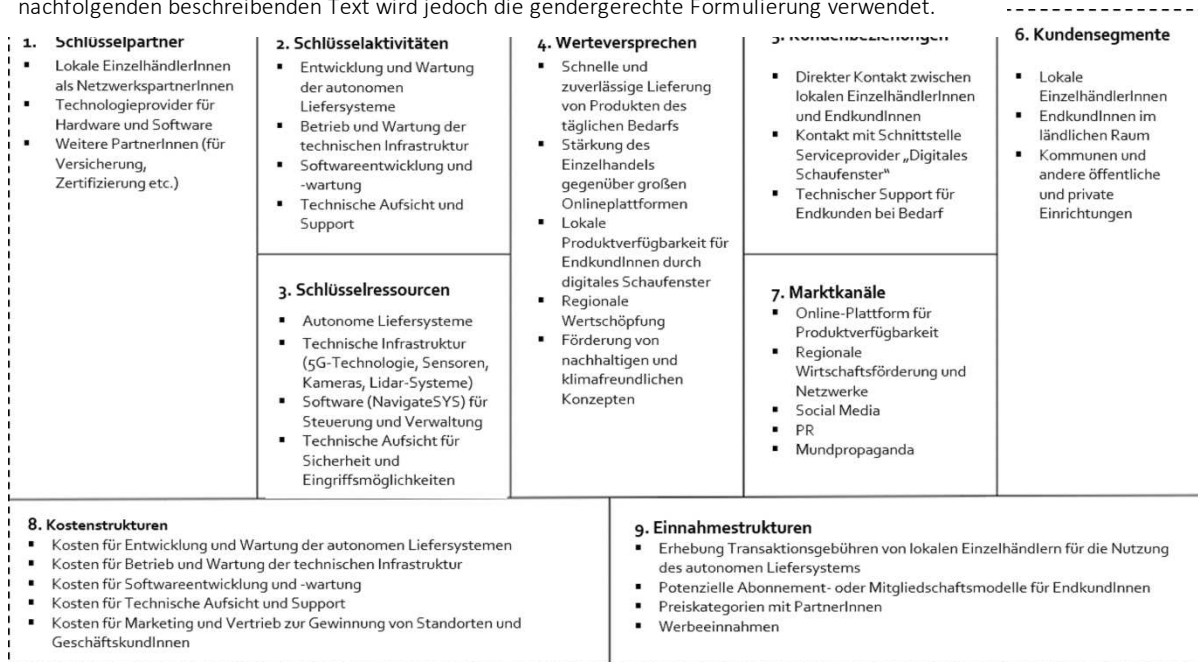 nachfolgenden beschreibenden Text wird jedoch die gendergerechte Formulierung verwendet.
1. Schlüsselpartner
▪ Lokale EinzelhändlerInnen
als NetzwerkspartnerInnen
▪ Technologieprovider für
Hardware und Software
▪ Weitere PartnerInnen (für
Versicherung,
Zertifizierung etc.)
2. Schlüsselaktivitäten
▪ Entwicklung und Wartung
der autonomen
Liefersysteme
▪ Betrieb und Wartung der
technischen Infrastruktur
▪ Softwareentwicklung und
-wartung
▪ Technische Aufsicht und
Support
3. Schlüsselressourcen
▪ Autonome Liefersysteme
▪ Technische Infrastruktur
(5G-Technologie, Sensoren,
Kameras, Lidar-Systeme)
▪ Software (NavigateSYS) für
Steuerung und Verwaltung
▪ Technische Aufsicht für
Sicherheit und
Eingriffsmöglichkeiten
4. Werteversprechen
▪ Schnelle und
zuverlässige Lieferung
von Produkten des
täglichen Bedarfs
▪ Stärkung des
Einzelhandels
gegenüber großen
Onlineplattformen
▪ Lokale
Produktverfügbarkeit für
EndkundInnen durch
digitales Schaufenster
▪ Regionale
Wertschöpfung
▪ Förderung von
nachhaltigen und
klimafreundlichen
Konzepten
5. Kundenbeziehungen
▪ Direkter Kontakt zwischen
lokalen EinzelhändlerInnen
und EndkundInnen
▪ Kontakt mit Schnittstelle
Serviceprovider „Digitales
Schaufenster“
▪ Technischer Support für
Endkunden bei Bedarf
6. Kundensegmente
▪ Lokale
EinzelhändlerInnen
▪ EndkundInnen im
ländlichen Raum
▪ Kommunen und
andere öffentliche
und private
Einrichtungen
7. Marktkanäle
▪ Online-Plattform für
Produktverfügbarkeit
▪ Regionale
Wirtschaftsförderung und
Netzwerke
▪ Social Media
▪ PR
▪ Mundpropaganda
8. Kostenstrukturen
▪ Kosten für Entwicklung und Wartung der autonomen Liefersystemen
▪ Kosten für Betrieb und Wartung der technischen Infrastruktur
▪ Kosten für Softwareentwicklung und -wartung
▪ Kosten für Technische Aufsicht und Support
▪ Kosten für Marketing und Vertrieb zur Gewinnung von Standorten und
GeschäftskundInnen
9. Einnahmestrukturen
▪ Erhebung Transaktionsgebühren von lokalen Einzelhändlern für die Nutzung
des autonomen Liefersystems
▪ Potenzielle Abonnement- oder Mitgliedschaftsmodelle für EndkundInnen
▪ Preiskategorien mit PartnerInnen
▪ Werbeeinnahmen